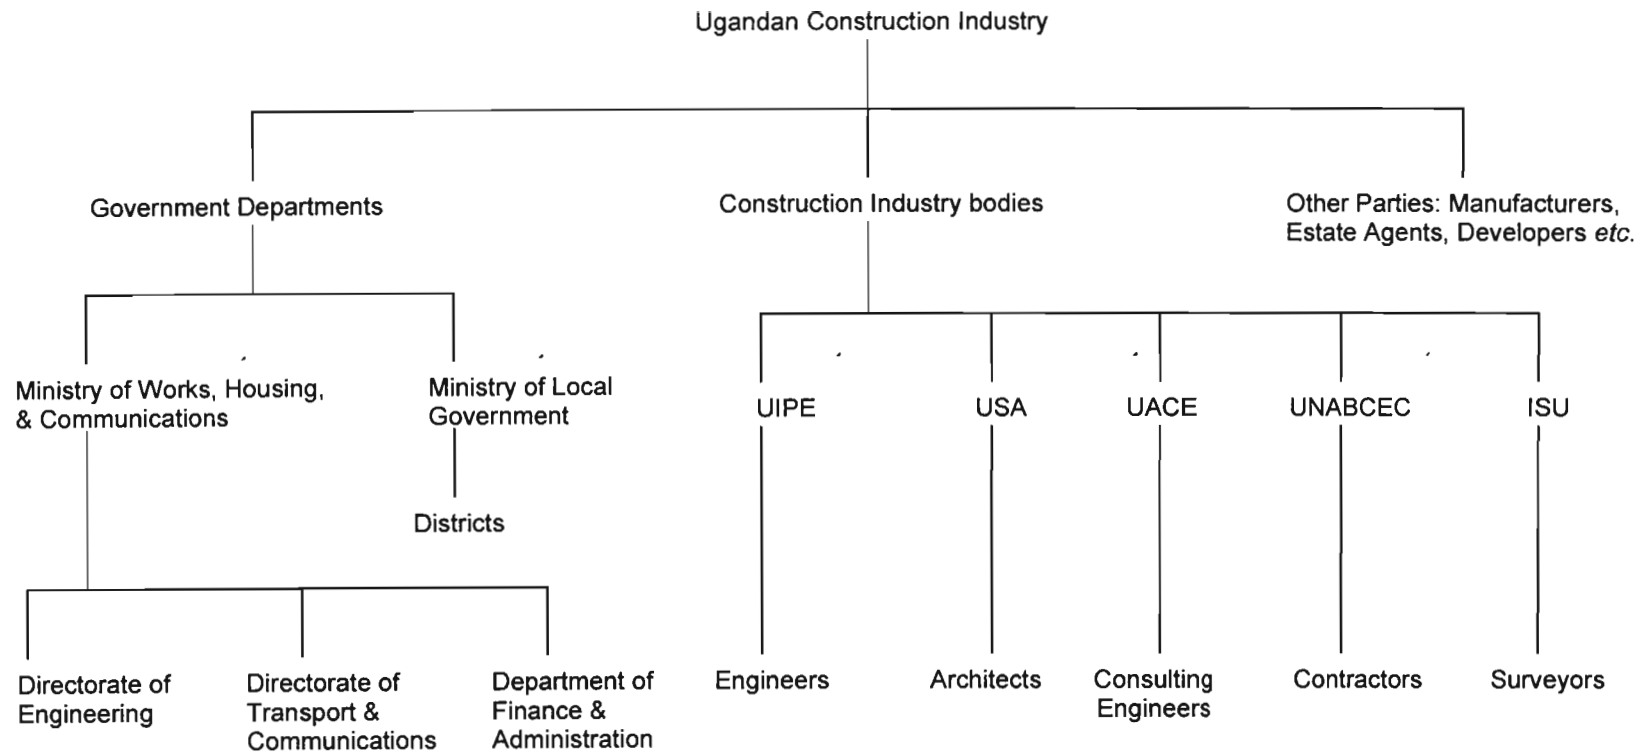 Ugandan Construction Industry
Government Departments
Construction Industry bodies
Other Parties: Manufacturers,
Estate Agents, Developers etc.
Ministry of Works, Housing,
& Communications
Ministry of Local
Government
UIPE
USA
UACE
UNABCEC
ISU
Districts
Directorate of
Engineering
Directorate of
Transport &
Communications
Department of
Finance &
Administration
Engineers
Architects
Consulting
Engineers
Contractors
Surveyors